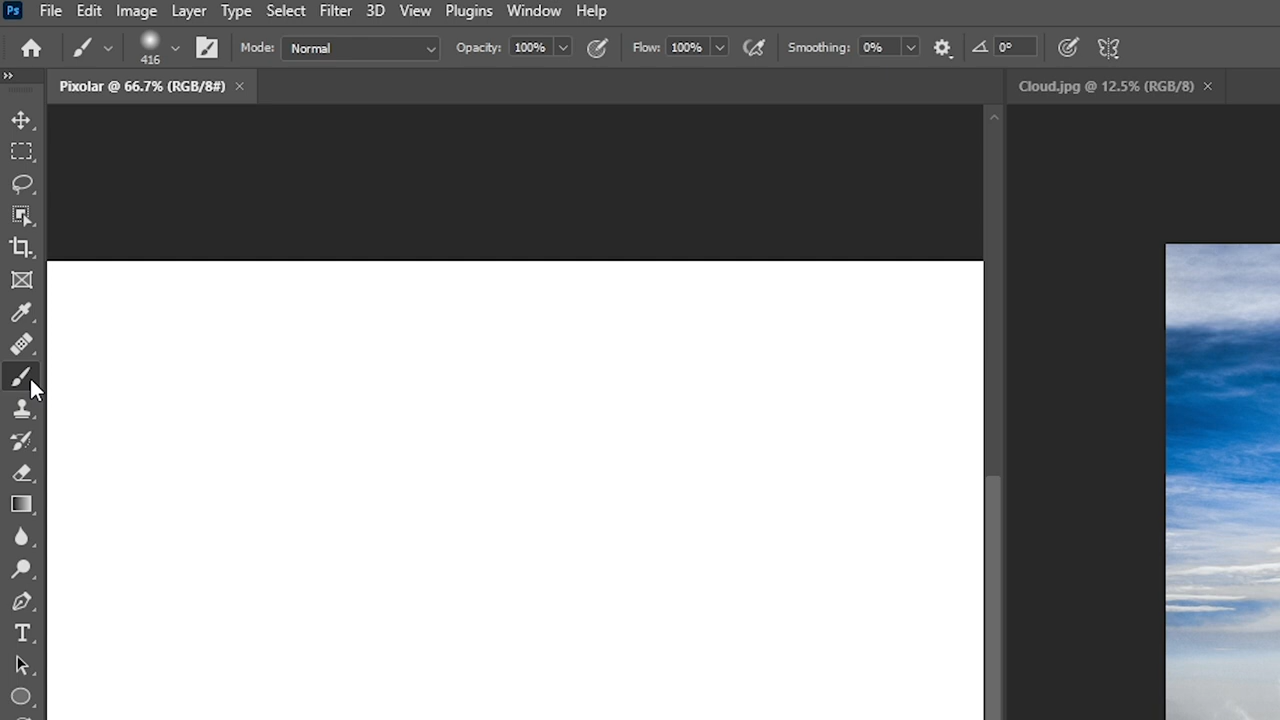 Ps File Edit Image Layer Type Select Filter 3D View Plugins Window Help
416 Mode: Normal Opacity: 100% Flow: 100% Smoothing: 0% 0°
Pixolar @ 66.7% (RGB/8#) Cloud.jpg @ 12.5% (RGB/8)
T